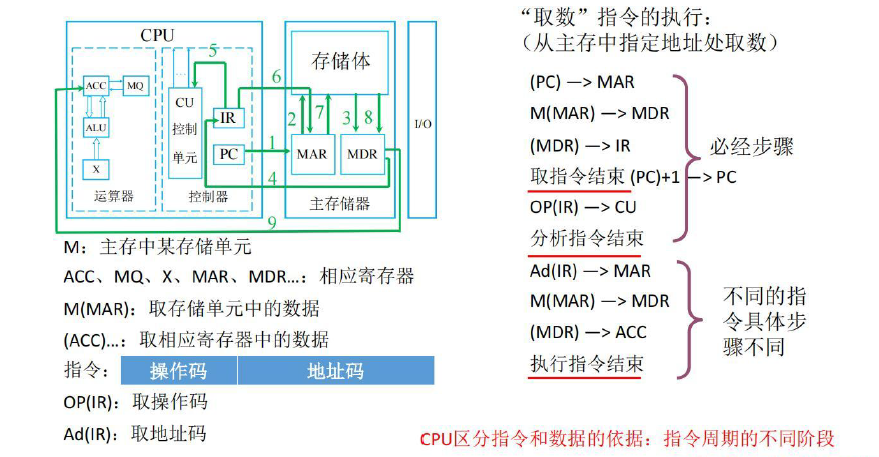 CPU
ACC
MQ
ALU
X
运算器
CU
控制
单元
IR
PC
控制器
5
6
1
4
9
存储体
2
7
3
8
MAR
MDR
主存储器
I/O
M：主存中某存储单元
ACC、MQ、X、MAR、MDR...：相应寄存器
M(MAR)：取存储单元中的数据
(ACC)...：取相应寄存器中的数据
指令：
操作码
地址码
OP(IR)：取操作码
Ad(IR)：取地址码
“取数”指令的执行：
（从主存中指定地址处取数）
(PC) —> MAR
M(MAR) —> MDR
(MDR) —> IR
取指令结束 (PC)+1 —> PC
OP(IR) —> CU
分析指令结束
必经步骤
Ad(IR) —> MAR
M(MAR) —> MDR
(MDR) —> ACC
执行指令结束
不同的指
令具体步
骤不同
CPU区分指令和数据的依据：指令周期的不同阶段